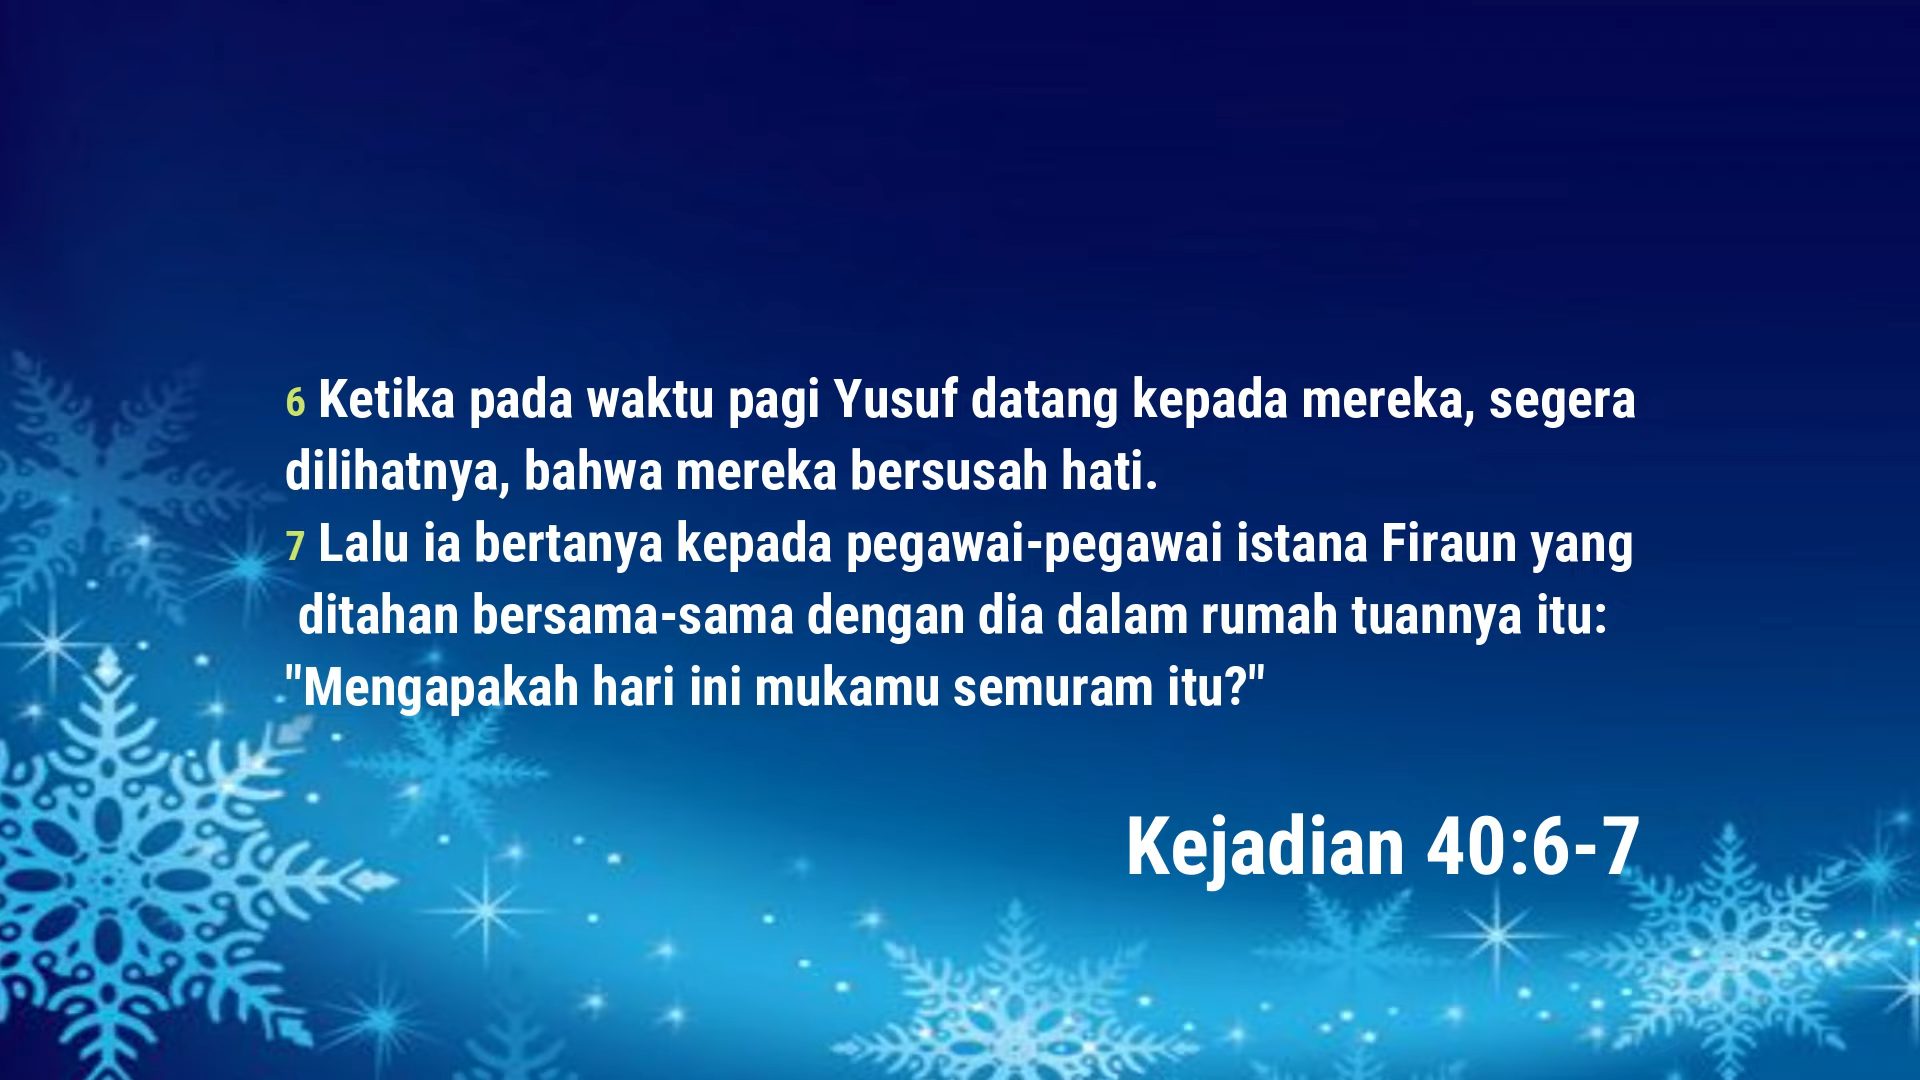 6 Ketika pada waktu pagi Yusuf datang kepada mereka, segera
dilihatnya, bahwa mereka bersusah hati.
7 Lalu ia bertanya kepada pegawai-pegawai istana Firaun yang
ditahan bersama-sama dengan dia dalam rumah tuannya itu:
"Mengapakah hari ini mukamu semuram itu?"
Kejadian 40:6-7